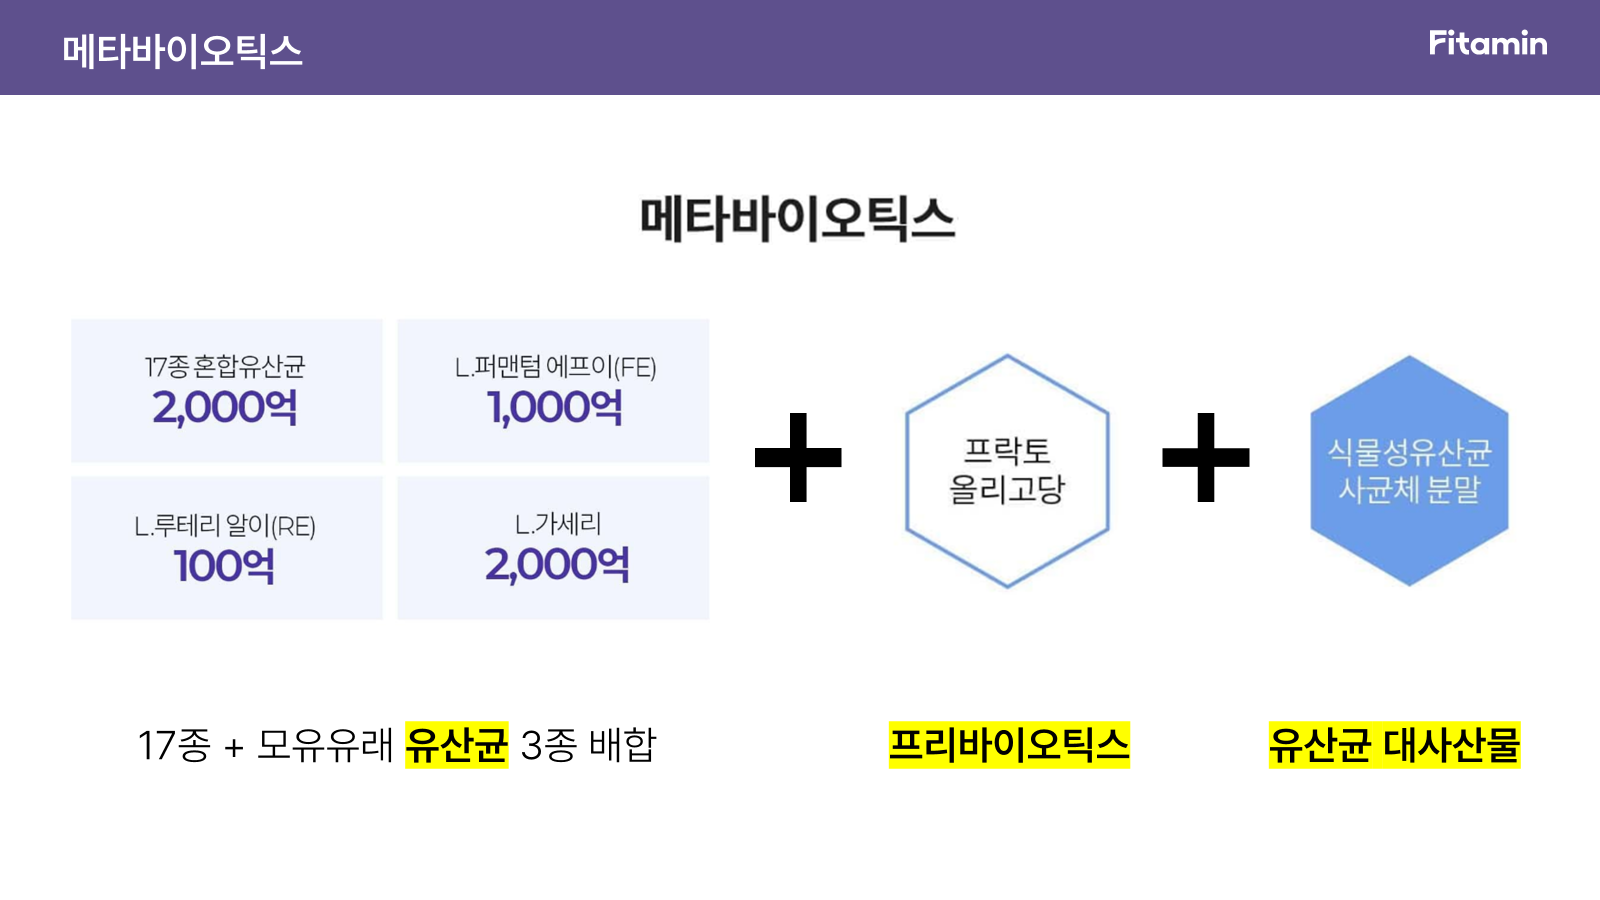 메타바이오틱스
Fitamin
메타바이오틱스
17종 혼합유산균
2,000억
L.퍼맨텀 에프이(FE)
1,000억
L.루테리 알이(RE)
100억
L.가세리
2,000억
+
프락토
올리고당
+
식물성유산균
사균체 분말
17종 + 모유유래 유산균 3종 배합
프리바이오틱스
유산균 대사산물